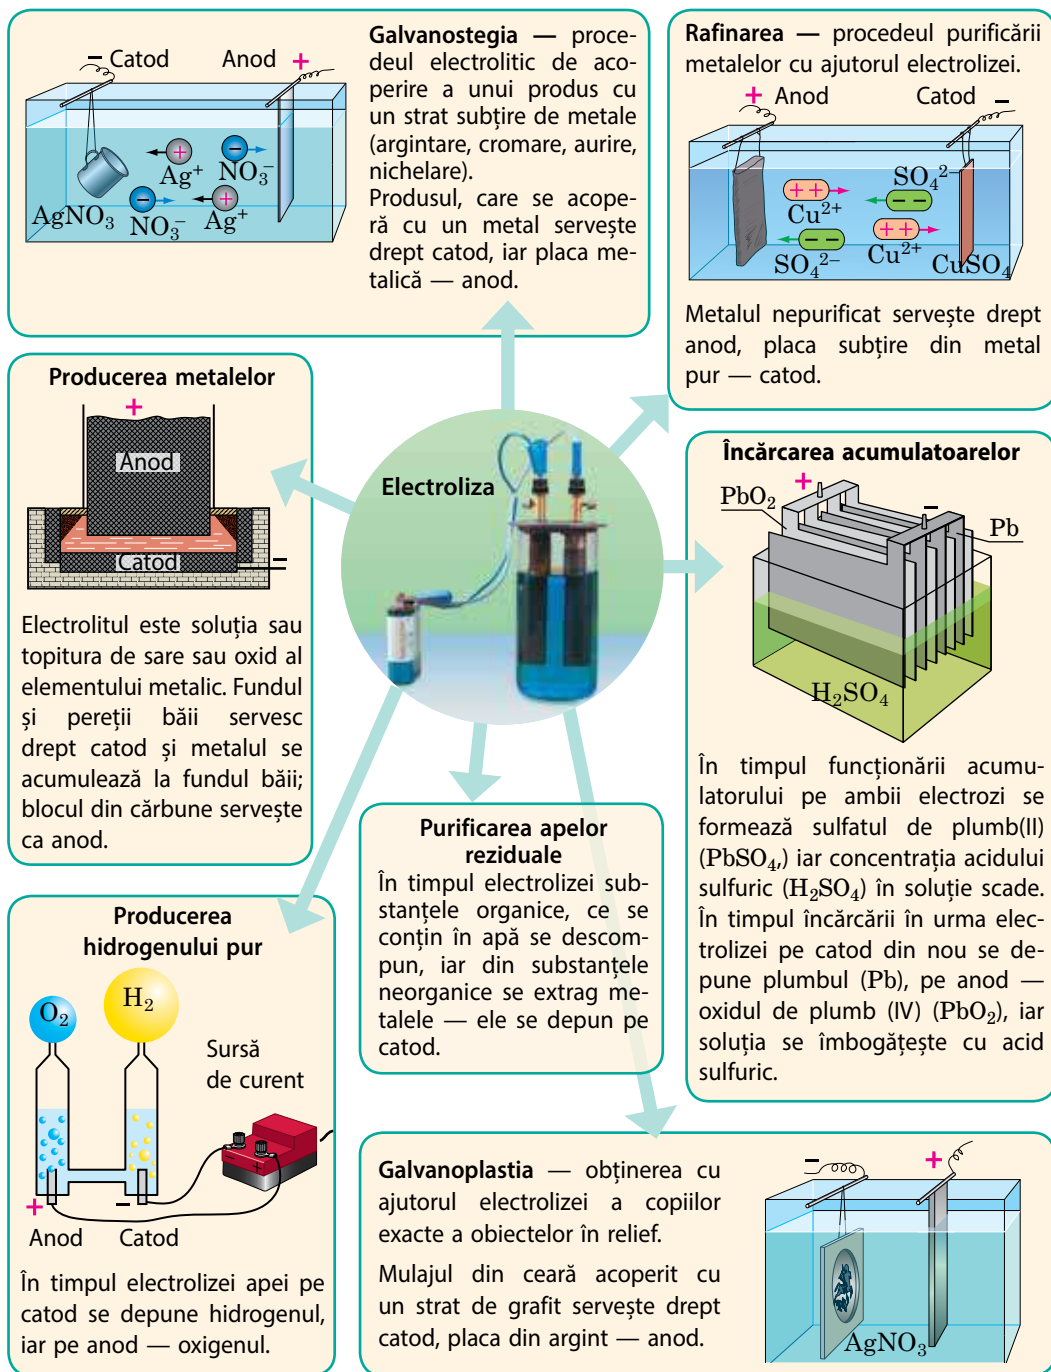 − Catod
Anod +
Ag⁺
NO₃⁻
AgNO₃
NO₃⁻
Ag⁺
Galvanostegia — proce-
deul electrolitic de aco-
perire a unui produs cu
un strat subțire de metale
(argintare, cromare, aurire,
nichelare).
Produsul, care se acope-
ră cu un metal servește
drept catod, iar placa me-
talică — anod.
Rafinarea — procedeul purificării
metalelor cu ajutorul electrolizei.
+ Anod
Catod −
Cu²⁺
SO₄²⁻
SO₄²⁻
Cu²⁺
CuSO₄
Metalul nepurificat servește drept
anod, placa subțire din metal
pur — catod.
Producerea metalelor
+
Anod
Catod
−
Electrolitul este soluția sau
topitura de sare sau oxid al
elementului metalic. Fundul
și pereții băii servesc
drept catod și metalul se
acumulează la fundul băii;
blocul din cărbune servește
ca anod.
Electroliza
Încărcarea acumulatoarelor
+
PbO₂
−
Pb
H₂SO₄
În timpul funcționării acumu-
latorului pe ambii electrozi se
formează sulfatul de plumb(II)
(PbSO₄,) iar concentrația acidului
sulfuric (H₂SO₄) în soluție scade.
În timpul încărcării în urma elec-
trolizei pe catod din nou se de-
pune plumbul (Pb), pe anod —
oxidul de plumb (IV) (PbO₂), iar
soluția se îmbogățește cu acid
sulfuric.
Purificarea apelor
reziduale
În timpul electrolizei sub-
stanțele organice, ce se
conțin în apă se descom-
pun, iar din substanțele
neorganice se extrag me-
talele — ele se depun pe
catod.
Producerea
hidrogenului pur
O₂
H₂
Sursă
de curent
− +
+
−
Anod
Catod
În timpul electrolizei apei pe
catod se depune hidrogenul,
iar pe anod — oxigenul.
Galvanoplastia — obținerea cu
ajutorul electrolizei a copiilor
exacte a obiectelor în relief.
Mulajul din ceară acoperit cu
un strat de grafit servește drept
catod, placa din argint — anod.
−
+
AgNO₃